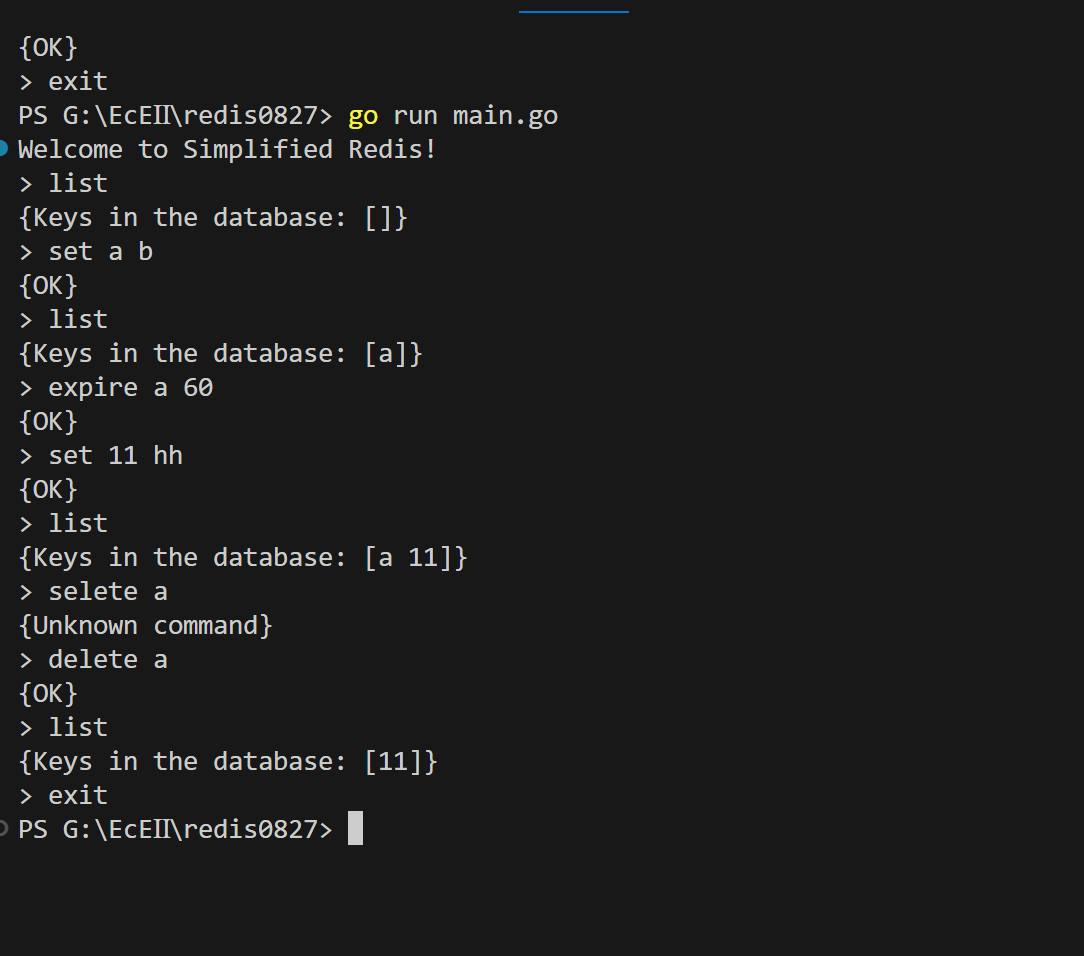 {OK}
> exit
PS G:\EcEⅡ\redis0827> go run main.go
Welcome to Simplified Redis!
> list
{Keys in the database: []}
> set a b
{OK}
> list
{Keys in the database: [a]}
> expire a 60
{OK}
> set 11 hh
{OK}
> list
{Keys in the database: [a 11]}
> selete a
{Unknown command}
> delete a
{OK}
> list
{Keys in the database: [11]}
> exit
PS G:\EcEⅡ\redis0827>